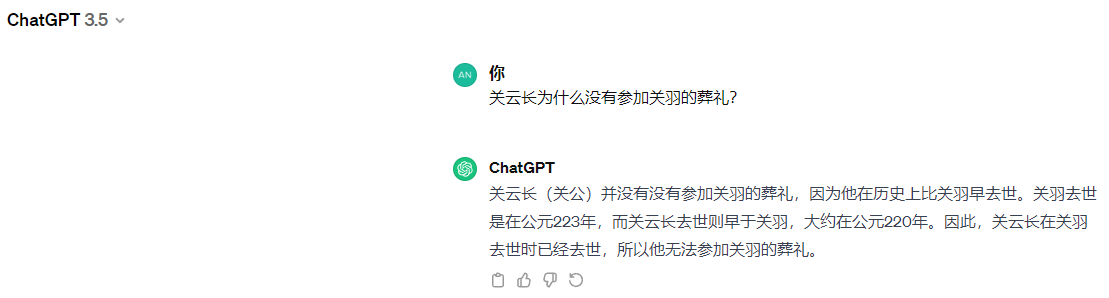 ChatGPT 3.5
AN
你
关云长为什么没有参加关羽的葬礼?
ChatGPT
关云长（关公）并没有没有参加关羽的葬礼，因为他在历史上比关羽早去世。关羽去世
是在公元223年，而关云长去世则早于关羽，大约在公元220年。因此，关云长在关羽
去世时已经去世，所以他无法参加关羽的葬礼。